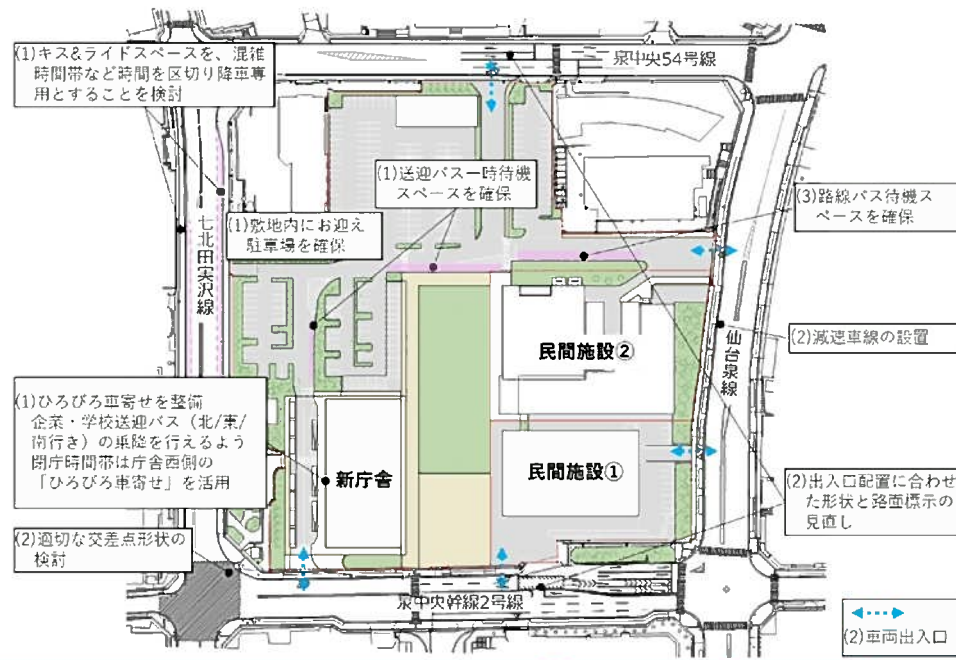 (1)キス&ライドスペースを、混雑
時間帯など時間を区切り降車専
用とすることを検討
泉中央54号線
(1)送迎バス一時待機
スペースを確保
(3)路線バス待機ス
ペースを確保
(1)敷地内にお迎え
駐車場を確保
七北田実沢線
民間施設②
仙台泉線
(2)減速車線の設置
(1)ひろびろ車寄せを整備
企業・学校送迎バス（北/東/
南行き）の乗降を行えるよう
閉庁時間帯は庁舎西側の
「ひろびろ車寄せ」を活用
新庁舎
民間施設①
(2)出入口配置に合わせ
た形状と路面標示の
見直し
(2)適切な交差点形状の
検討
泉中央幹線2号線
(2)車両出入口